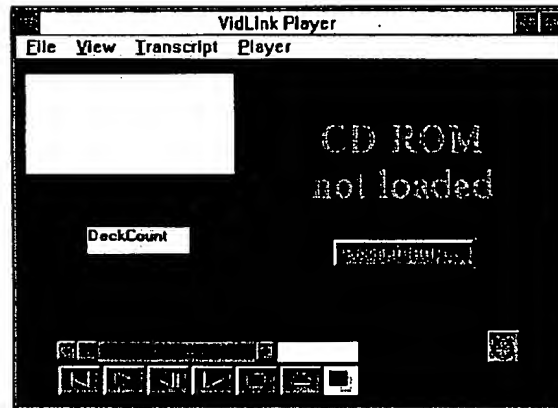 VidLink Player
File View Transcript Player
CD ROM
not loaded
DeckCount